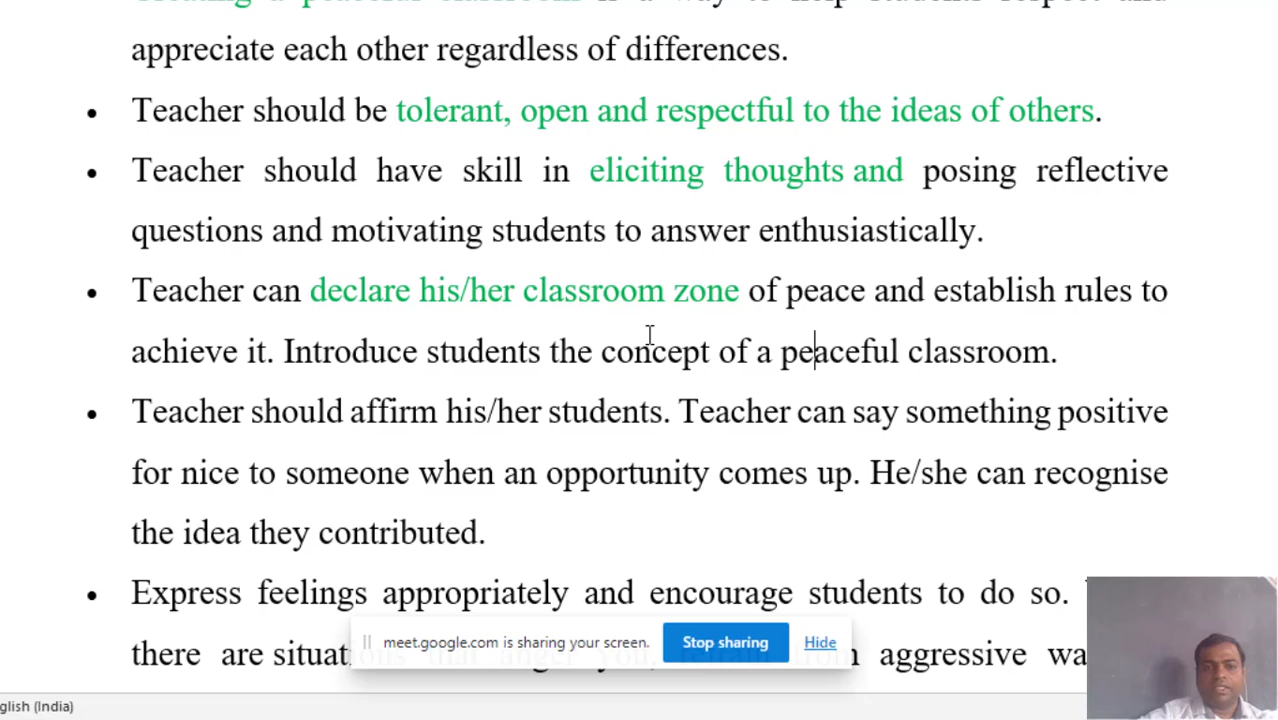 appreciate each other regardless of differences.
• Teacher should be tolerant, open and respectful to the ideas of others.
• Teacher should have skill in eliciting thoughts and posing reflective
questions and motivating students to answer enthusiastically.
• Teacher can declare his/her classroom zone of peace and establish rules to
achieve it. Introduce students the concept of a peaceful classroom.
• Teacher should affirm his/her students. Teacher can say something positive
for nice to someone when an opportunity comes up. He/she can recognise
the idea they contributed.
• Express feelings appropriately and encourage students to do so.
there are aggressive
meet.google.com is sharing your screen. Stop sharing Hide
glish (India)